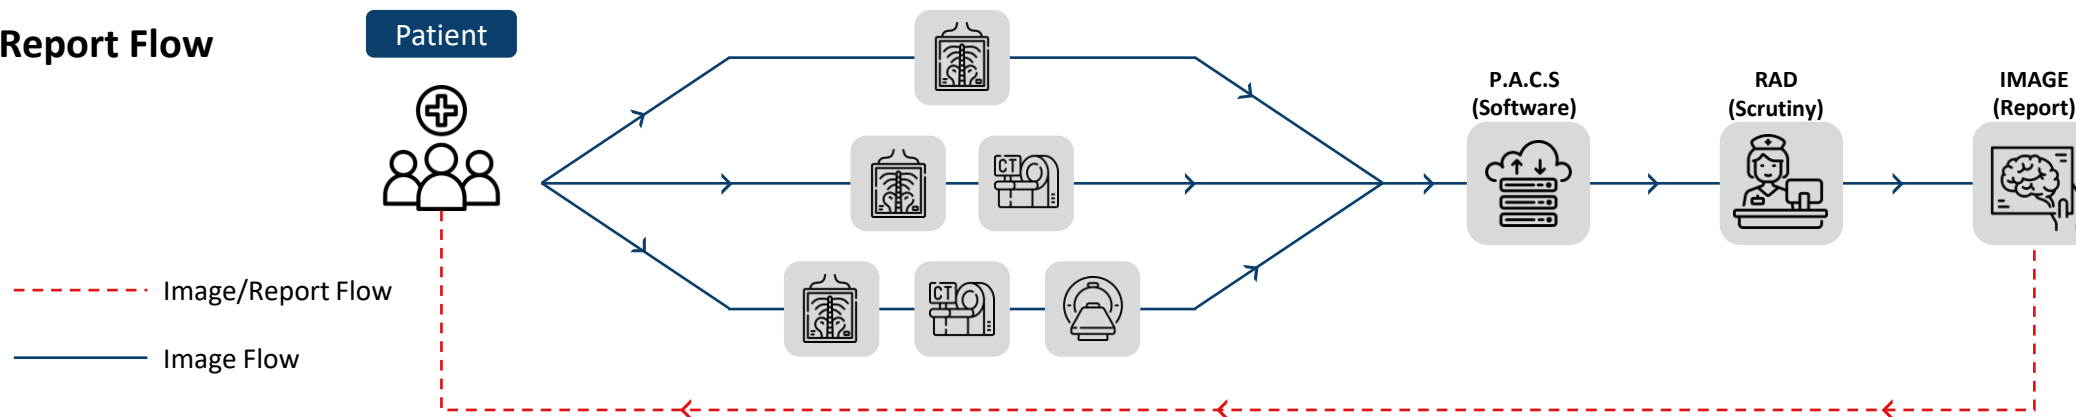 Report Flow
Patient
P.A.C.S
(Software)
RAD
(Scrutiny)
IMAGE
(Report)
CT
CT
Image/Report Flow
Image Flow